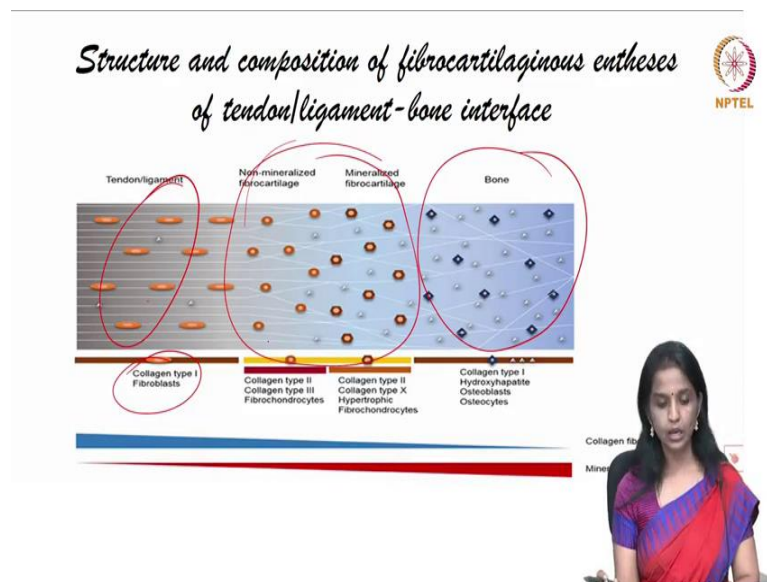 Structure and composition of fibrocartilaginous entheses
of tendon/ligament-bone interface
NPTEL
Tendon/ligament
Non-mineralized
fibrocartilage
Mineralized
fibrocartilage
Bone
Collagen type I
Fibroblasts
Collagen type II
Collagen type III
Fibrochondrocytes
Collagen type II
Collagen type X
Hypertrophic
Fibrochondrocytes
Collagen type I
Hydroxyhapatite
Osteoblasts
Osteocytes
Collagen fib
Miner